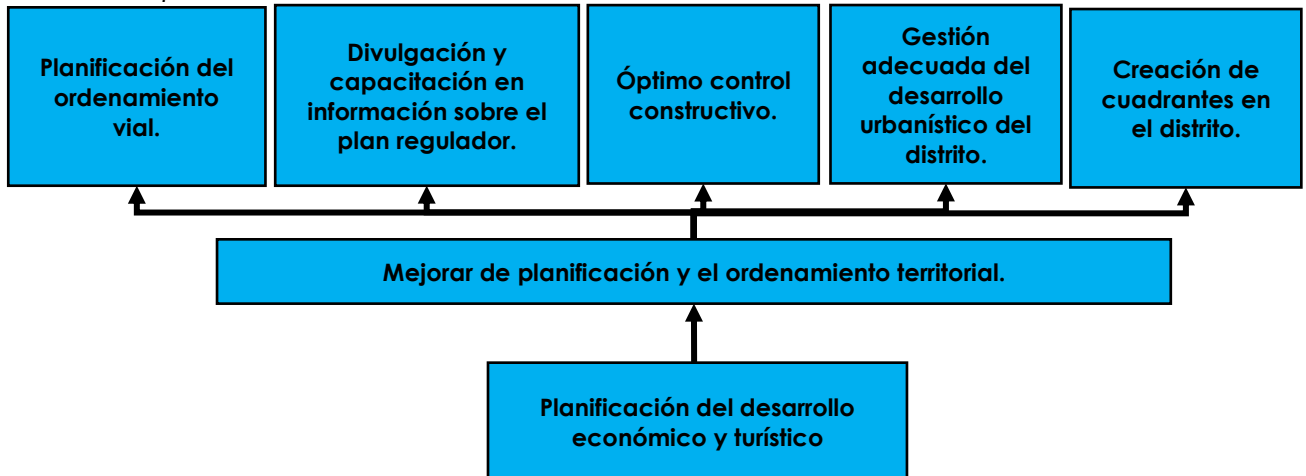 Planificación del
ordenamiento
vial.
Divulgación y
capacitación en
información sobre el
plan regulador.
Óptimo control
constructivo.
Gestión
adecuada del
desarrollo
urbanístico del
distrito.
Creación de
cuadrantes en
el distrito.
Mejorar de planificación y el ordenamiento territorial.
Planificación del desarrollo
económico y turístico